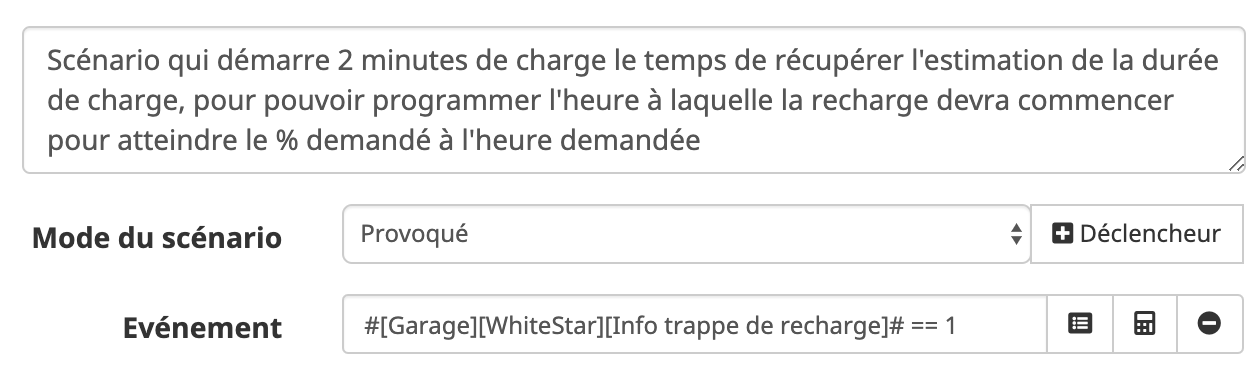 Scénario qui démarre 2 minutes de charge le temps de récupérer l'estimation de la durée
de charge, pour pouvoir programmer l'heure à laquelle la recharge devra commencer
pour atteindre le % demandé à l'heure demandée
Mode du scénario Provoqué Déclencheur
Evénement #[Garage][WhiteStar][Info trappe de recharge]# == 1